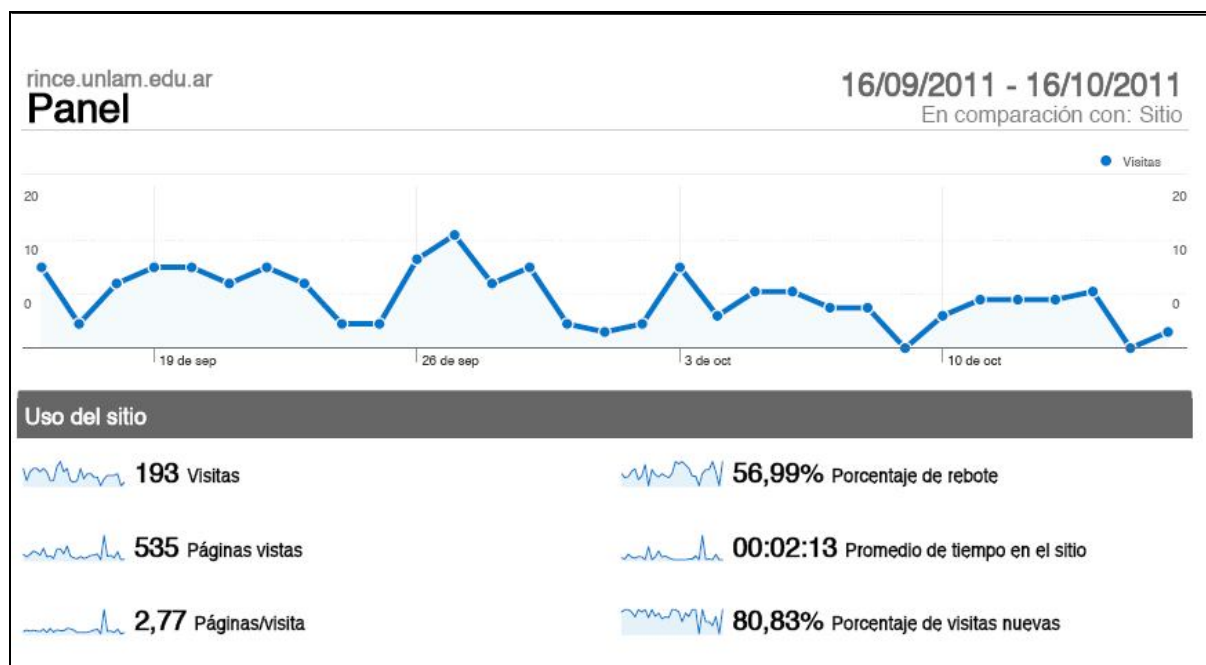 rince.unlam.edu.ar
Panel
16/09/2011 - 16/10/2011
En comparación con: Sitio
Visitas
20
20
10
10
0
0
19 de sep
26 de sep
3 de oct
10 de oct
Uso del sitio
193 Visitas
56,99% Porcentaje de rebote
535 Páginas vistas
00:02:13 Promedio de tiempo en el sitio
2,77 Páginas/visita
80,83% Porcentaje de visitas nuevas